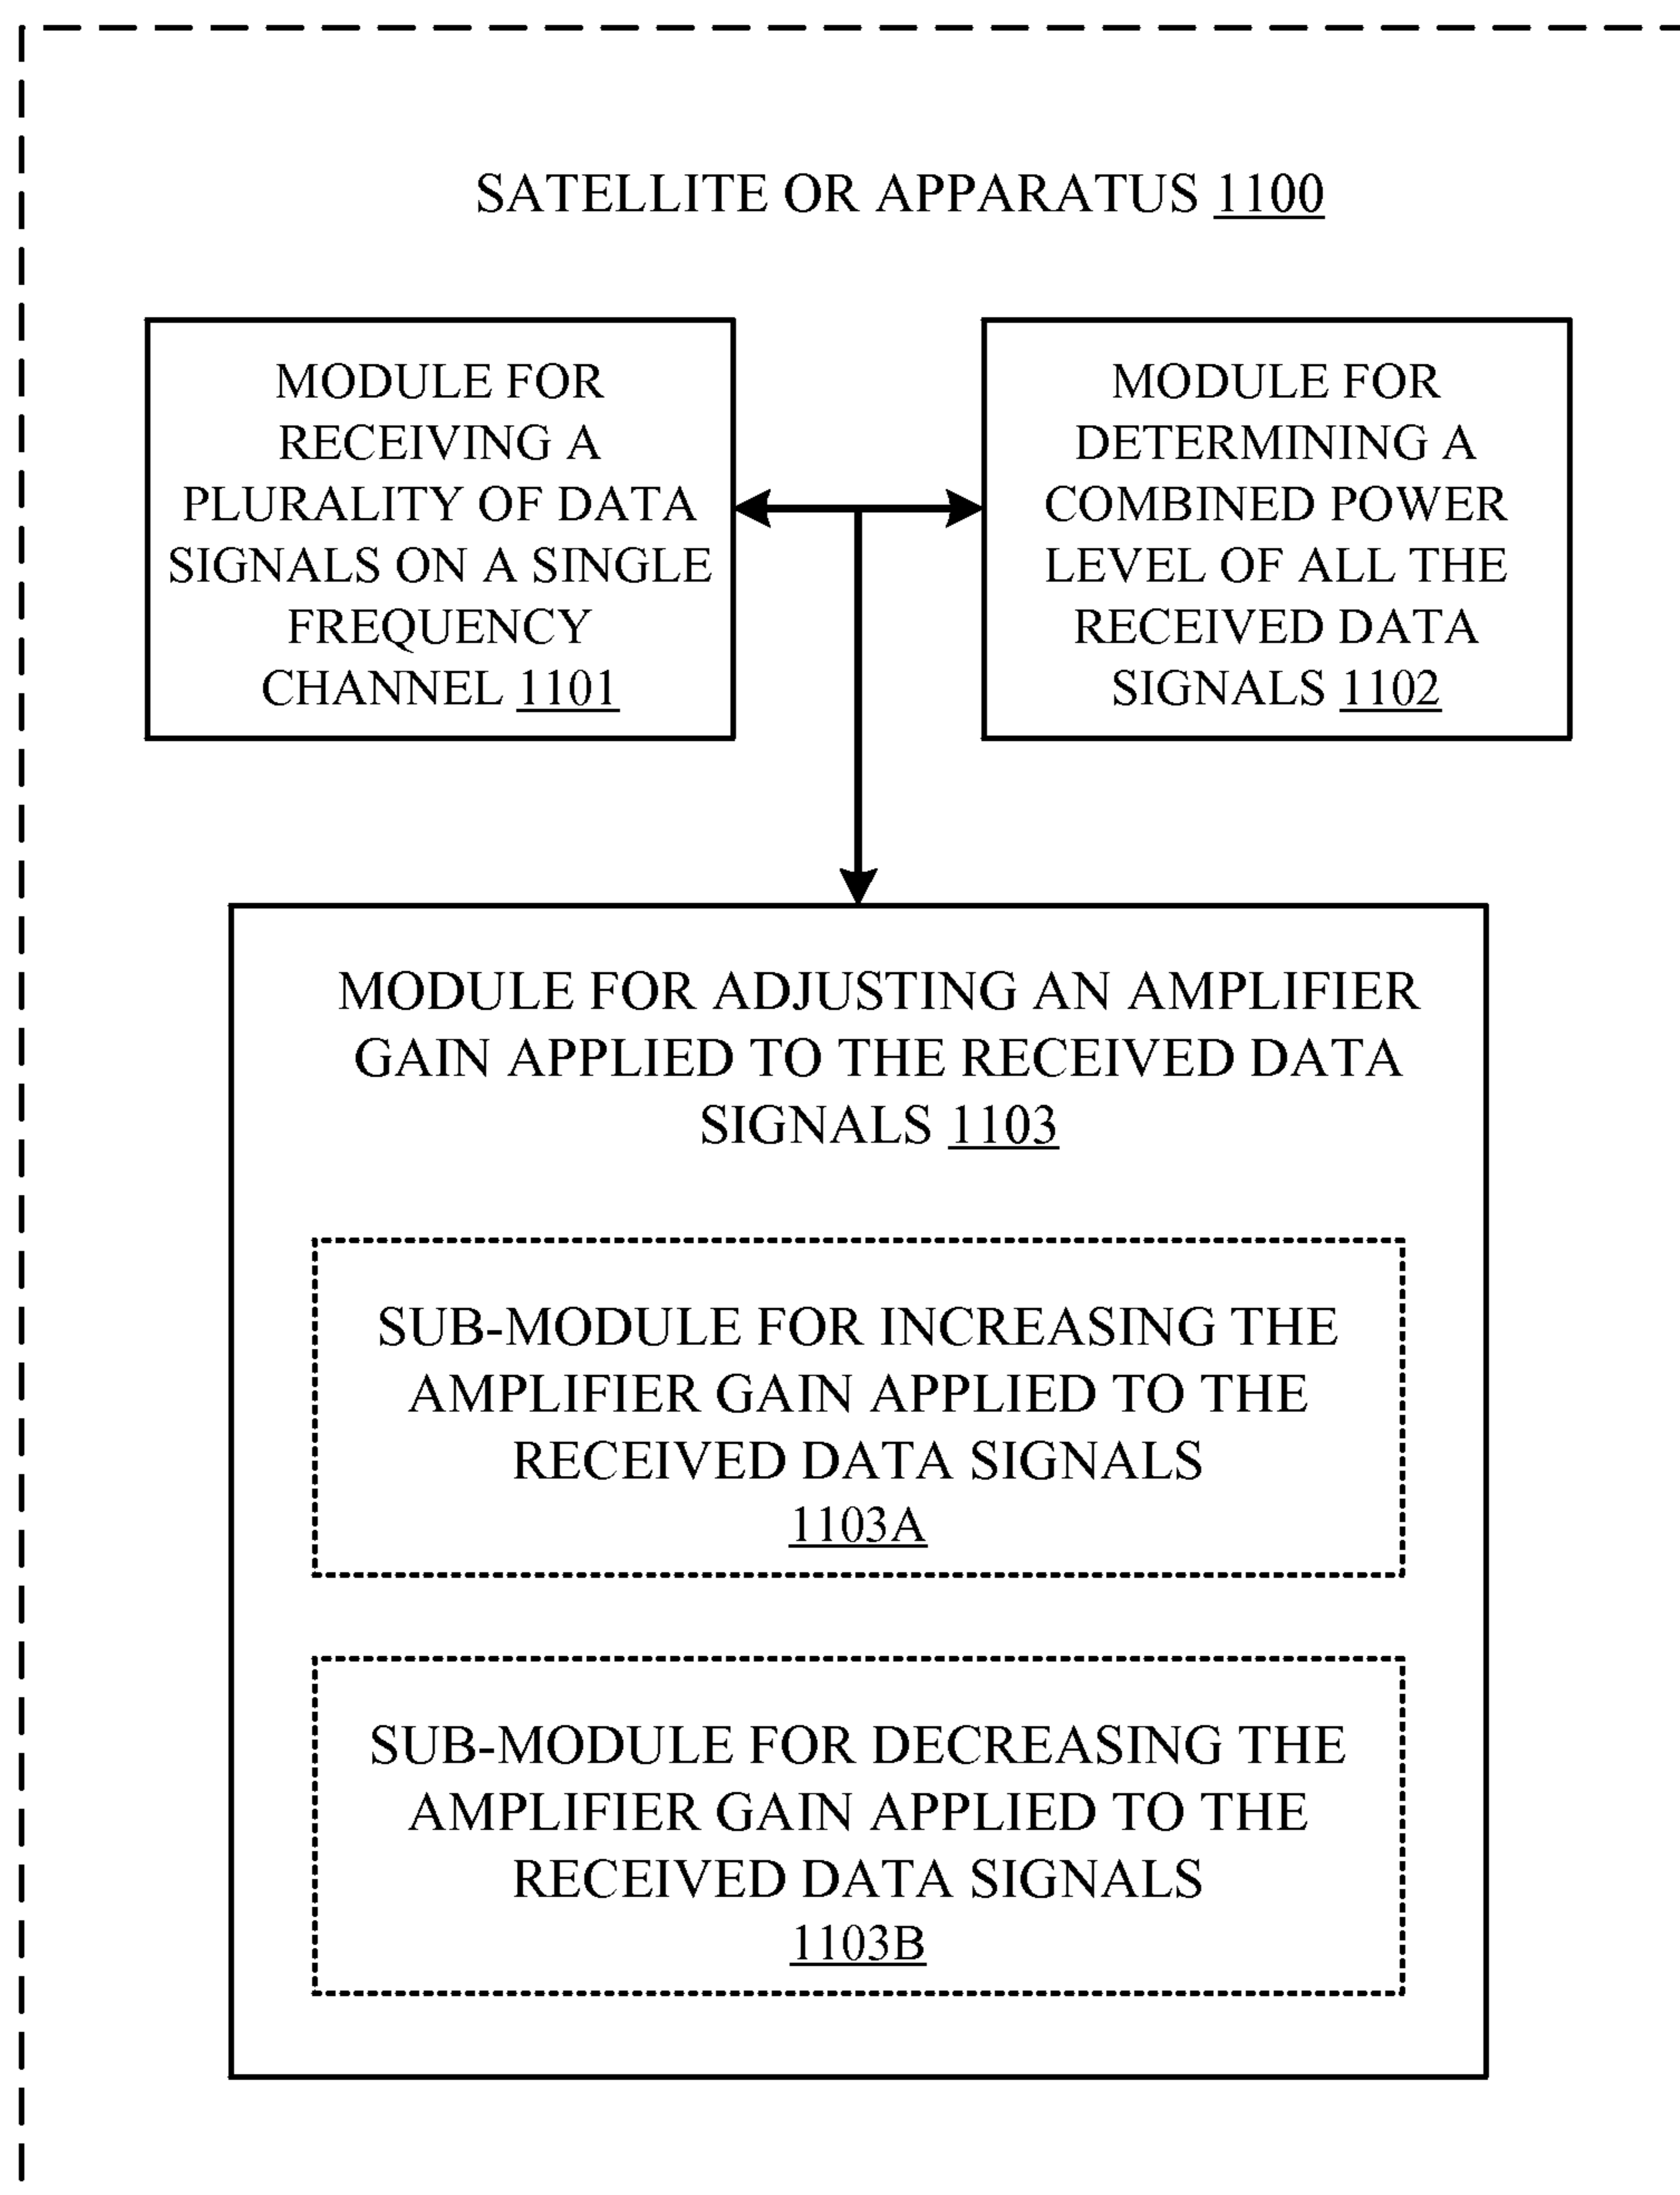 SATELLITE OR APPARATUS 1100
MODULE FOR
RECEIVING A
PLURALITY OF DATA
SIGNALS ON A SINGLE
FREQUENCY
CHANNEL 1101
MODULE FOR
DETERMINING A
COMBINED POWER
LEVEL OF ALL THE
RECEIVED DATA
SIGNALS 1102
MODULE FOR ADJUSTING AN AMPLIFIER
GAIN APPLIED TO THE RECEIVED DATA
SIGNALS 1103
SUB-MODULE FOR INCREASING THE
AMPLIFIER GAIN APPLIED TO THE
RECEIVED DATA SIGNALS
1103A
SUB-MODULE FOR DECREASING THE
AMPLIFIER GAIN APPLIED TO THE
RECEIVED DATA SIGNALS
1103B